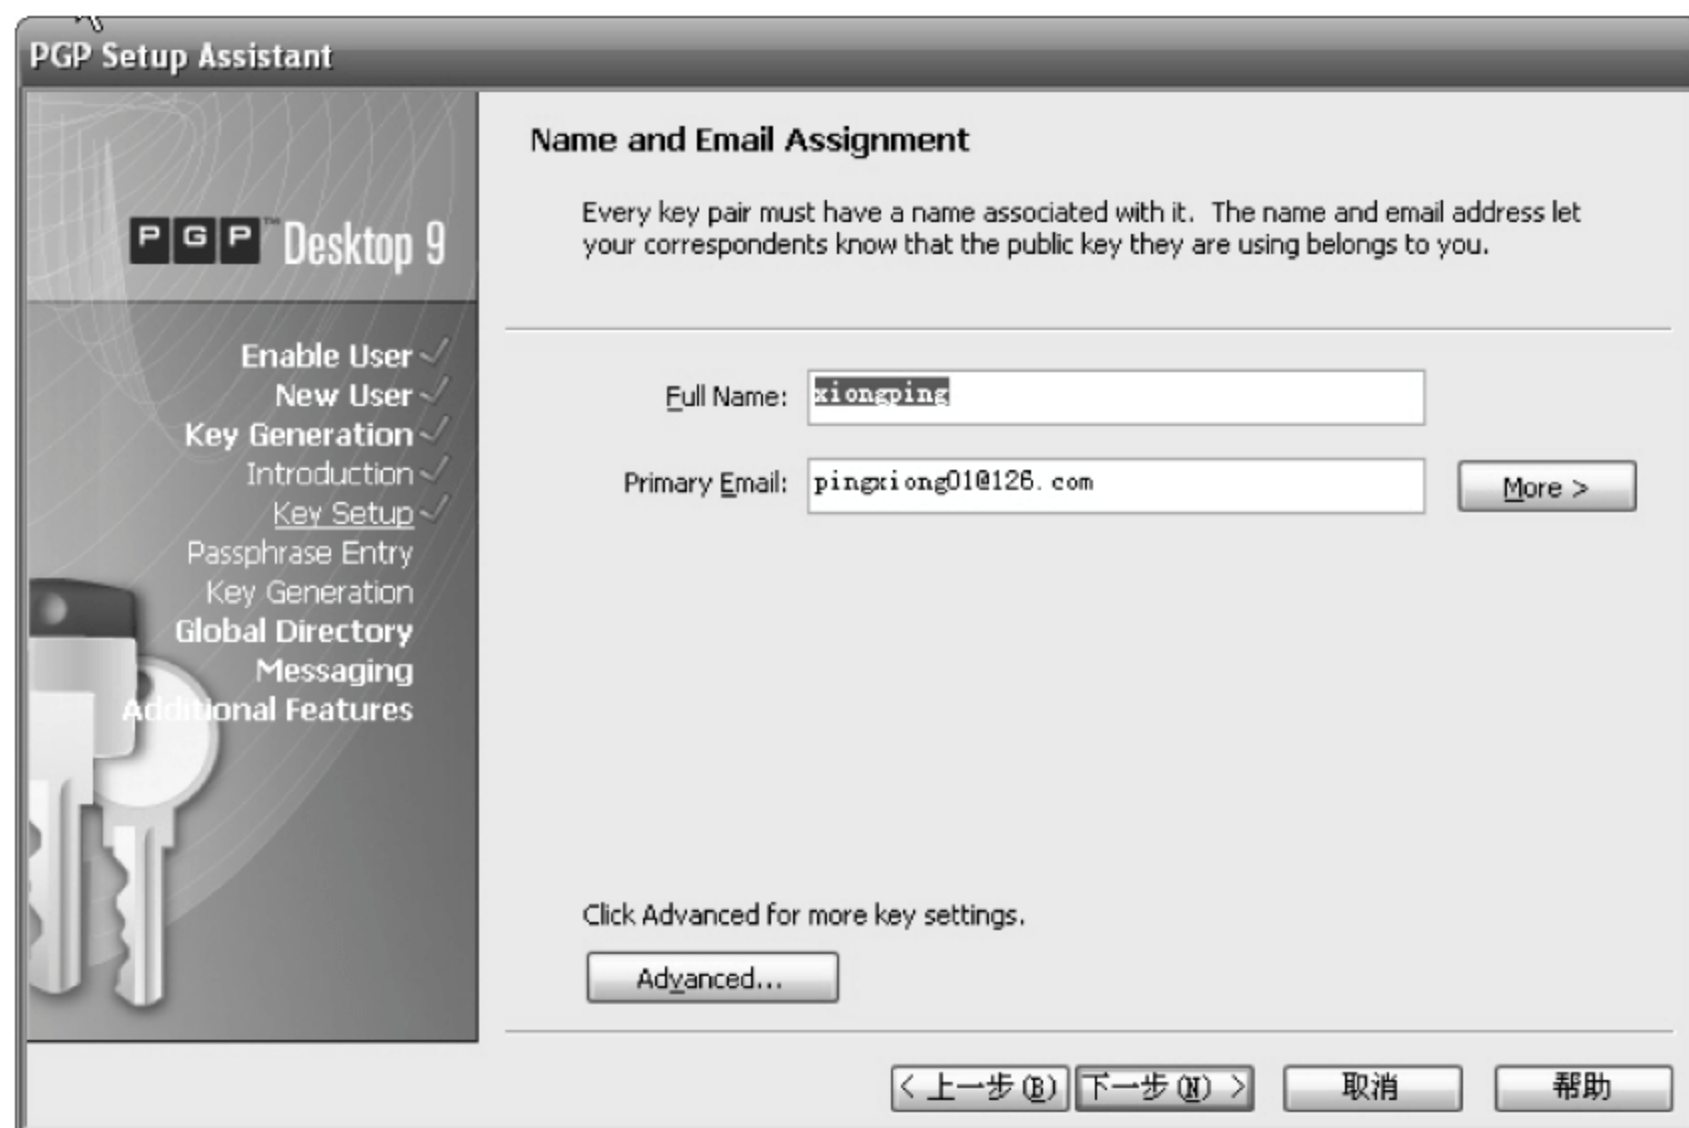 PGP Setup Assistant
PGP™ Desktop 9
Enable User
New User
Key Generation
Introduction
Key Setup
Passphrase Entry
Key Generation
Global Directory
Messaging
Additional Features
Name and Email Assignment
Every key pair must have a name associated with it. The name and email address let
your correspondents know that the public key they are using belongs to you.
Full Name: xiongping
Primary Email: pingxiong01@126.com More >
Click Advanced for more key settings.
Advanced...
< 上一步(B) 下一步(N) > 取消 帮助